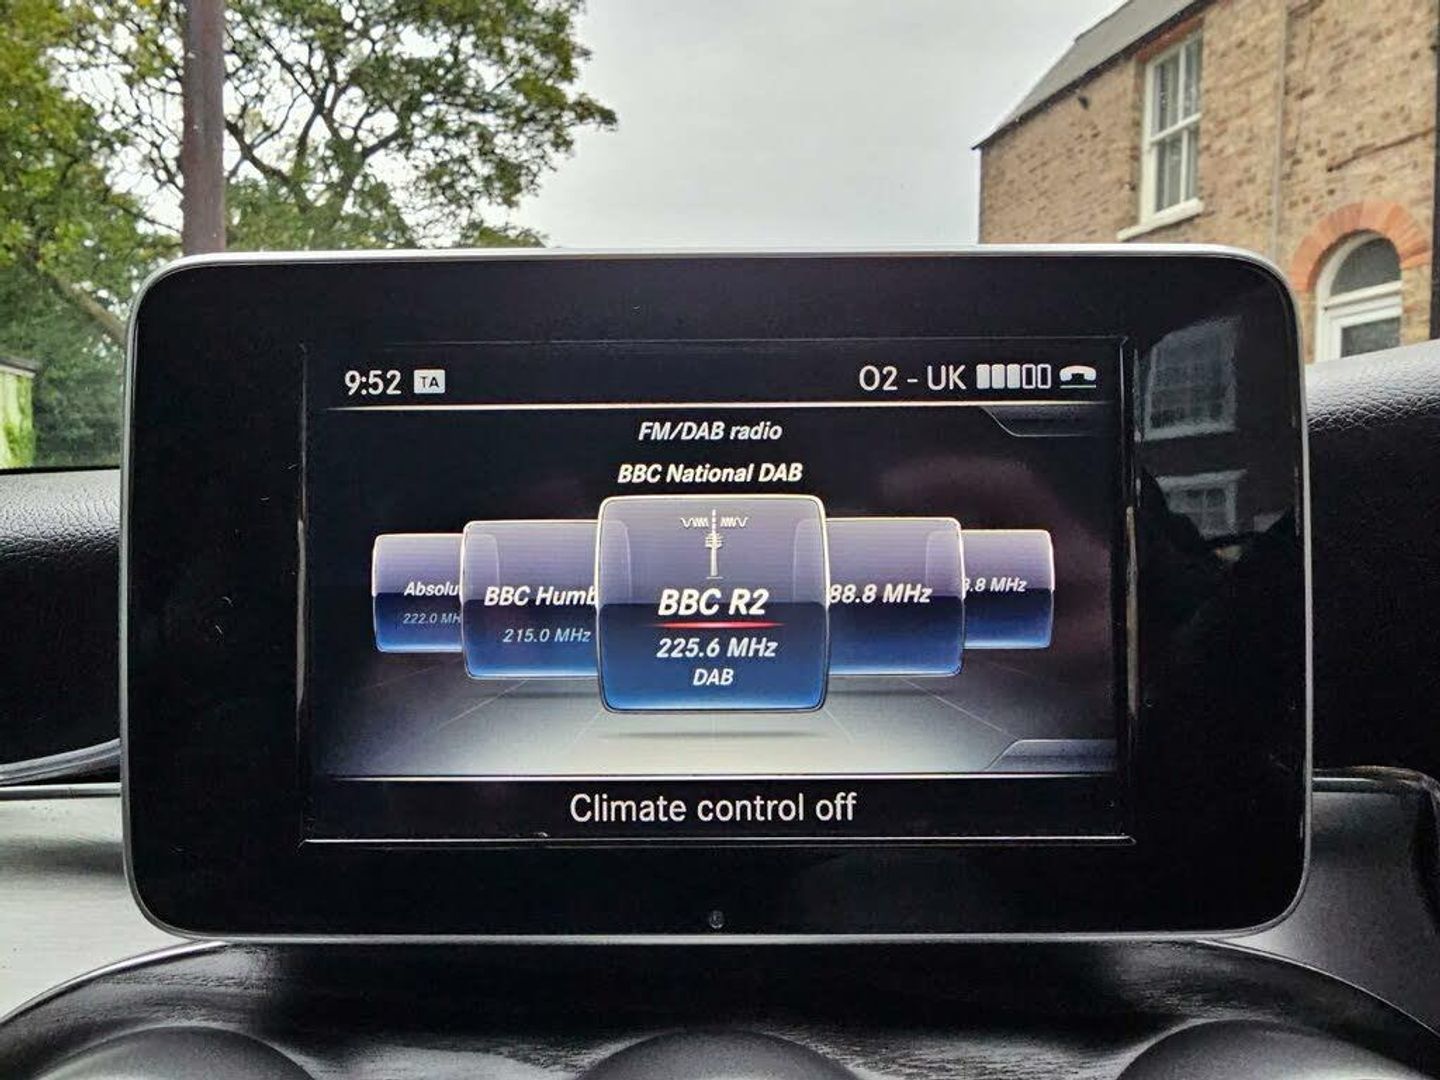 9:52 TA
O2 - UK
FM/DAB radio
BBC National DAB
BBC
215.0 MHz
222.0
BBC R2
225.6 MHz
DAB
88.8 MHz
MHz
Climate control off